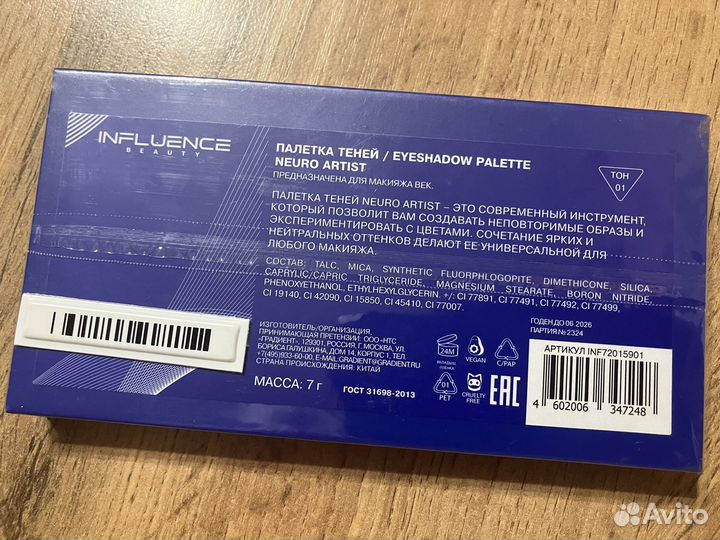 INFLUENCE
BEAUTY
ПАЛЕТКА ТЕНЕЙ / EYESHADOW PALETTE
NEURO ARTIST
ПРЕДНАЗНАЧЕНА ДЛЯ МАКИЯЖА ВЕК.
ТОН
01
ПАЛЕТКА ТЕНЕЙ NEURO ARTIST – ЭТО СОВРЕМЕННЫЙ ИНСТРУМЕНТ,
КОТОРЫЙ ПОЗВОЛИТ ВАМ СОЗДАВАТЬ НЕПОВТОРИМЫЕ ОБРАЗЫ И
ЭКСПЕРИМЕНТИРОВАТЬ С ЦВЕТАМИ. СОЧЕТАНИЕ ЯРКИХ И
НЕЙТРАЛЬНЫХ ОТТЕНКОВ ДЕЛАЮТ ЕЕ УНИВЕРСАЛЬНОЙ ДЛЯ
ЛЮБОГО МАКИЯЖА.
СОСТАВ: TALC, MICA, SYNTHETIC FLUORPHLOGOPITE, DIMETHICONE, SILICA,
CAPRYLIC/CAPRIC TRIGLYCERIDE, MAGNESIUM STEARATE, BORON NITRIDE,
PHENOXYETHANOL, ETHYLHEXYLGLYCERIN. +/: CI 77891, CI 77491, CI 77492, CI 77499,
CI 19140, CI 42090, CI 15850, CI 45410, CI 77007.
ГОДЕН ДО 06 2026
ПАРТИЯ № 2324
ИЗГОТОВИТЕЛЬ/ОРГАНИЗАЦИЯ,
ПРИНИМАЮЩАЯ ПРЕТЕНЗИИ: ООО «НТС
«ГРАДИЕНТ», 129301, РОССИЯ, Г. МОСКВА, УЛ.
БОРИСА ГАЛУШКИНА, ДОМ 14, КОРПУС 1, ТЕЛ.
+7(495)933-60-00, E-MAIL.GRADIENT@GRADIENT.RU
СТРАНА ПРОИСХОЖДЕНИЯ: КИТАЙ
МАССА: 7 г
ГОСТ 31698-2013
24M
ВСКРЫТАЯ УПАКОВКА
VEGAN
C/PAP
01
PET
CRUELTY
FREE
EAC
АРТИКУЛ INF72015901
4 602006 347248
Avito